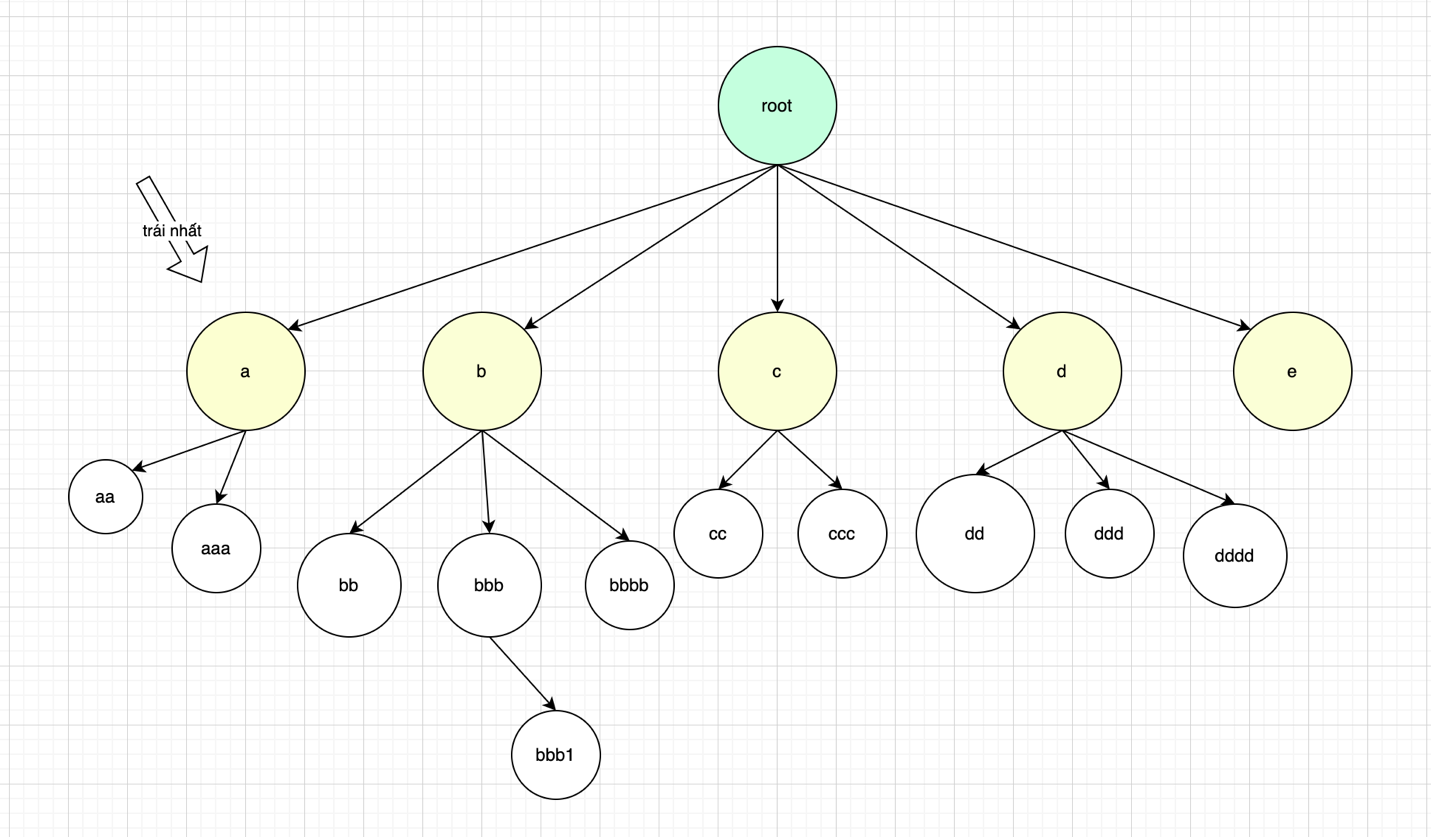 root
trái nhất
a
b
c
d
e
aa
aaa
bb
bbb
bbbb
cc
ccc
dd
ddd
dddd
bbb1